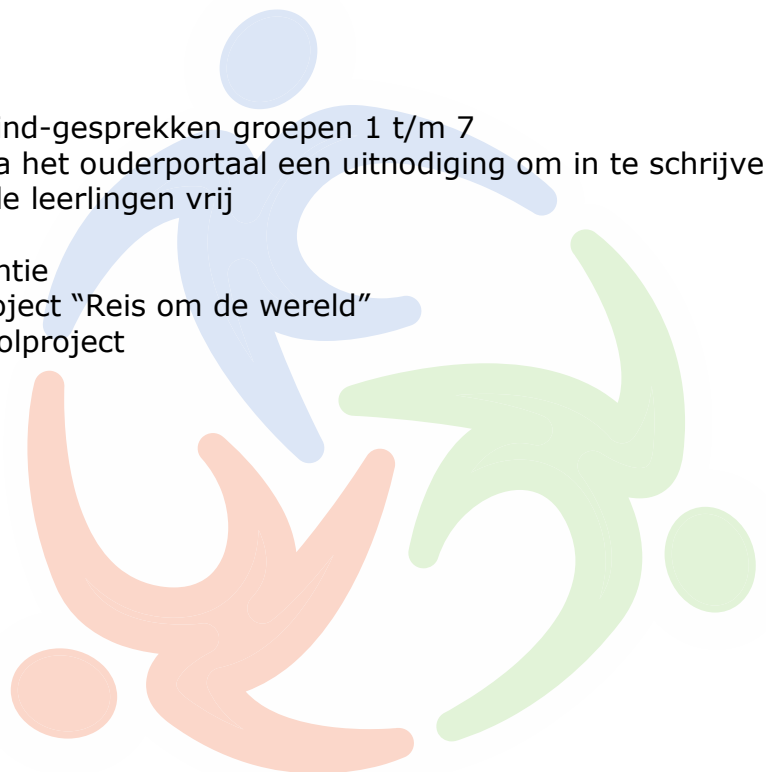 ind-gesprekken groepen 1 t/m 7
a het ouderportaal een uitnodiging om in te schrijve
le leerlingen vrij
ntie
oject “Reis om de wereld”
olproject